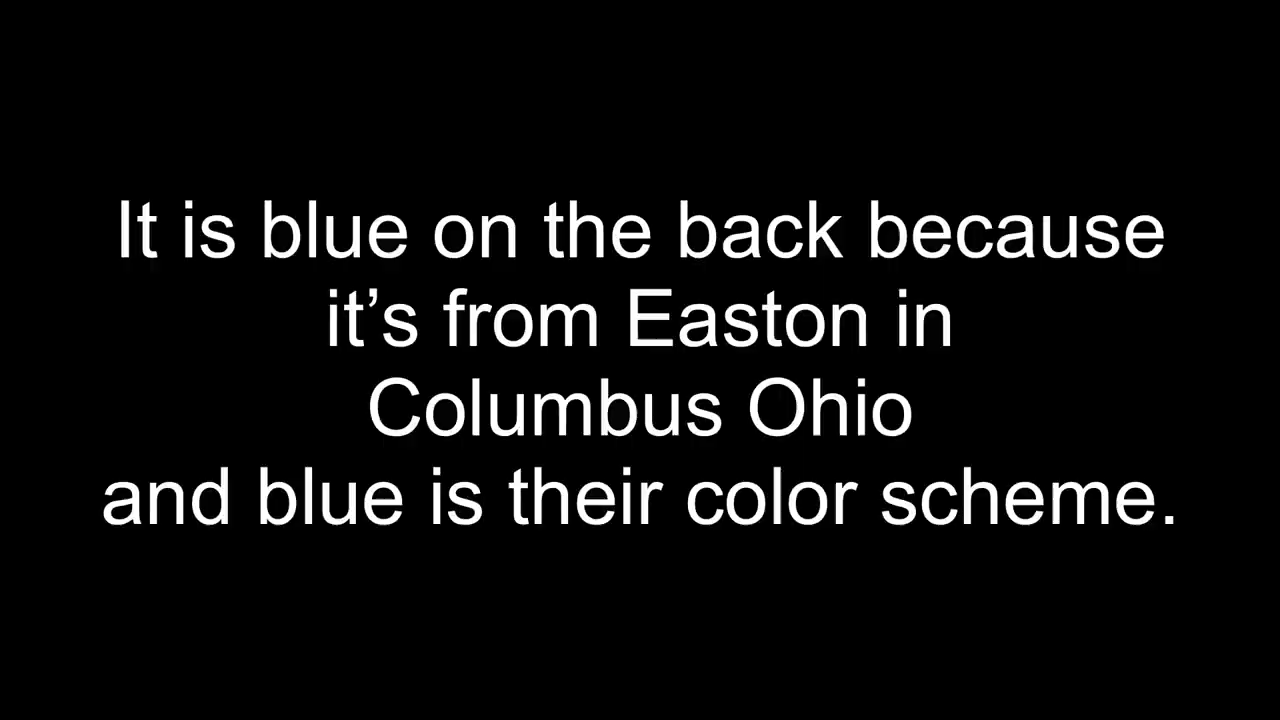 It is blue on the back because
it’s from Easton in
Columbus Ohio
and blue is their color scheme.